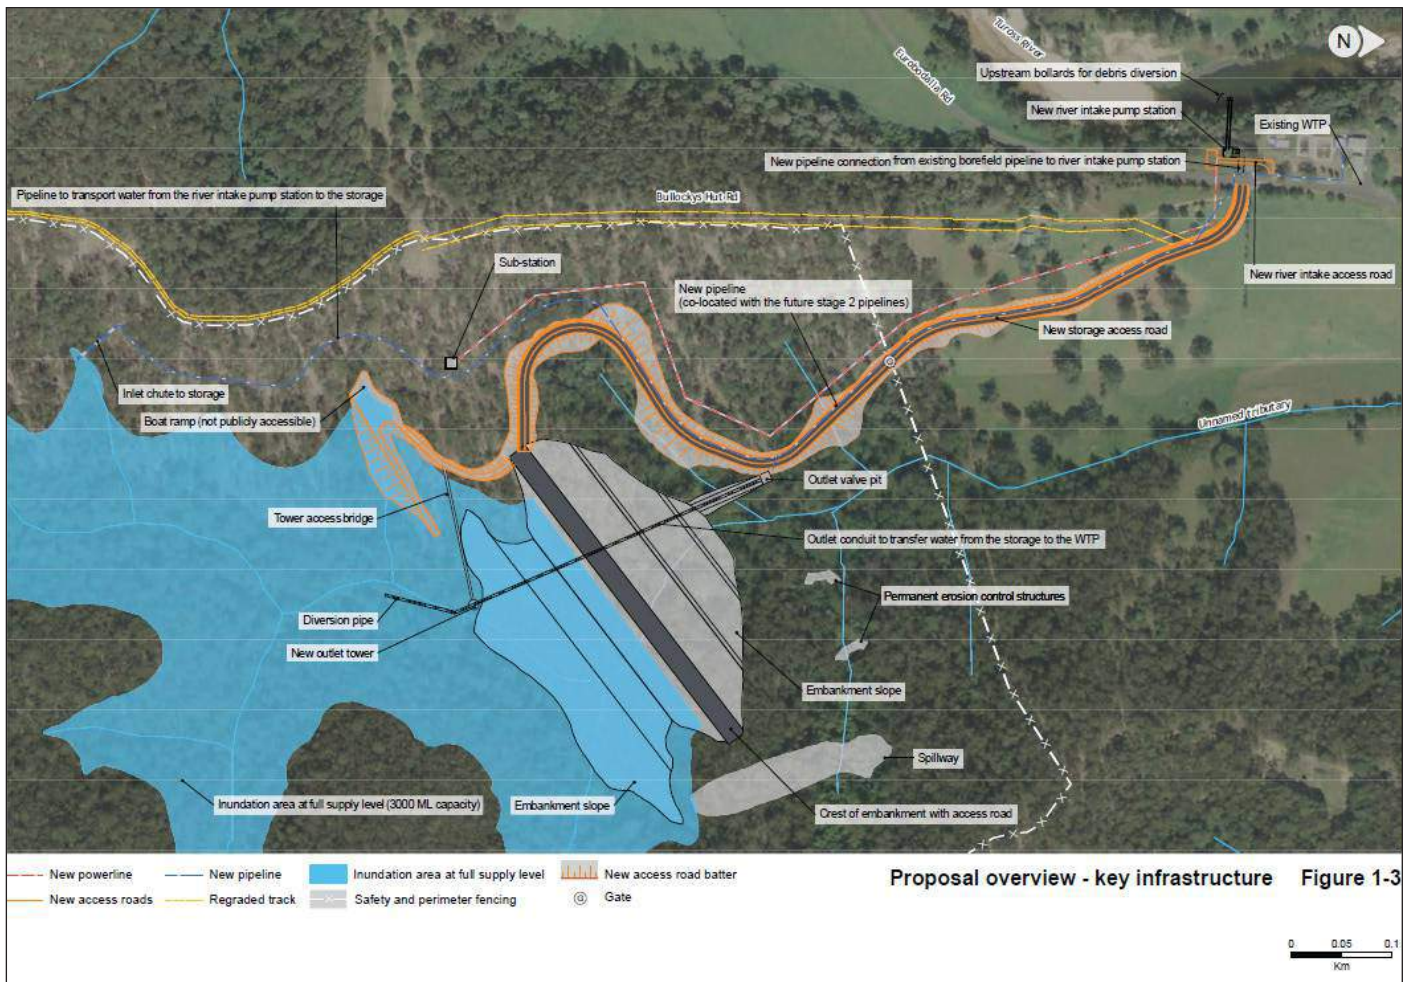 Tuross River
N
Eurobodalla Rd
Upstream bollards for debris diversion
New river intake pump station
Existing WTP
New pipeline connection from existing borefield pipeline to river intake pump station
Pipeline to transport water from the river intake pump station to the storage
Bullockys Hut Rd
Sub-station
New river intake access road
New pipeline
(co-located with the future stage 2 pipelines)
New storage access road
Inlet chute to storage
Boat ramp (not publicly accessible)
Unnamed tributary
Outlet valve pit
Tower access bridge
Outlet conduit to transfer water from the storage to the WTP
Permanent erosion control structures
Diversion pipe
New outlet tower
Embankment slope
Spillway
Inundation area at full supply level (3000 ML capacity)
Embankment slope
Crest of embankment with access road
New powerline
New pipeline
Inundation area at full supply level
New access road batter
Proposal overview - key infrastructure Figure 1-3
New access roads
Regraded track
Safety and perimeter fencing
@ Gate
0 0.05 0.1
Km